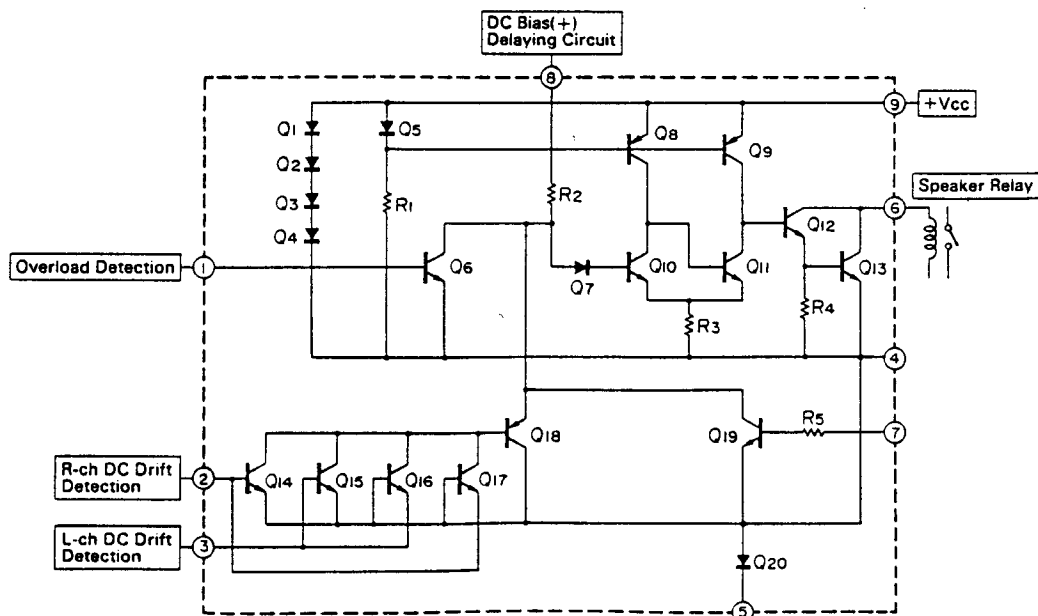 DC Bias(+)
Delaying Circuit
8
9
+Vcc
Q1
Q5
Q8
Q9
Q2
Speaker Relay
Q3
R1
R2
6
Q12
Q4
Overload Detection
1
Q6
Q10
Q11
Q13
Q7
R4
R3
4
R5
Q18
Q19
7
R-ch DC Drift
Detection
2
Q14
Q15
Q16
Q17
L-ch DC Drift
Detection
3
Q20
5